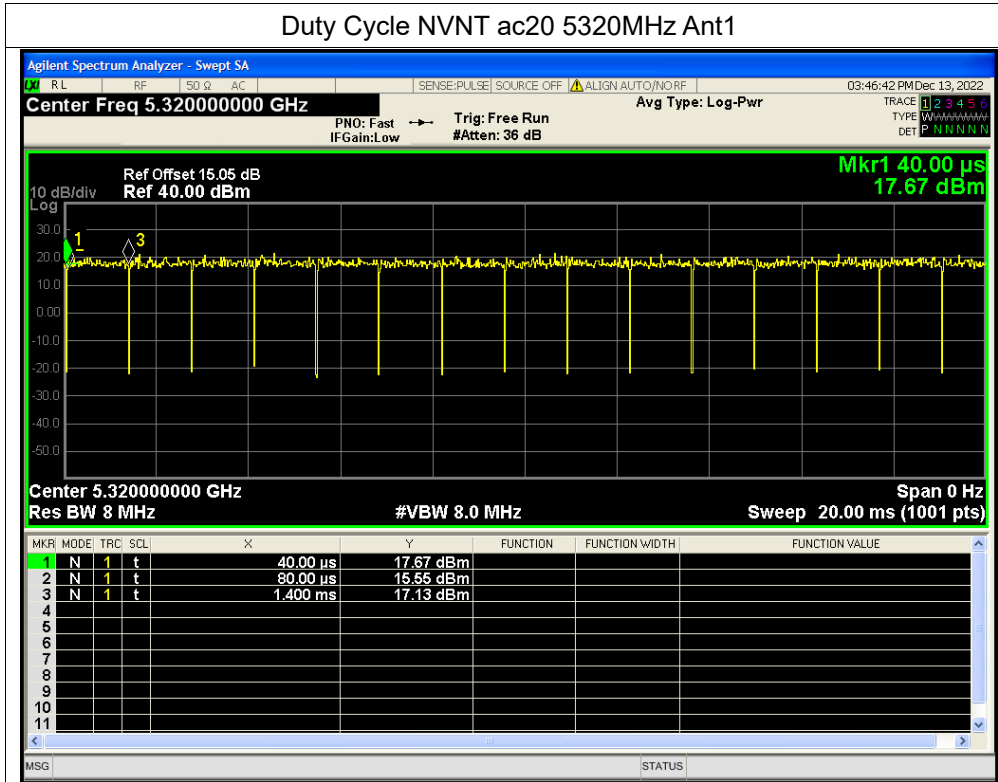 Duty Cycle NVNT ac20 5320MHz Ant1
Agilent Spectrum Analyzer - Swept SA
LXI RL RF 50 Ω AC SENSE:PULSE SOURCE OFF ALIGN AUTO/NO RF 03:46:42 PM Dec 13, 2022
Center Freq 5.320000000 GHz Avg Type: Log-Pwr TRACE 1 2 3 4 5 6
PNO: Fast Trig: Free Run TYPE WWWWWW
IFGain:Low #Atten: 36 dB DET P N N N N N
Mkr1 40.00 µs
Ref Offset 15.05 dB
10 dB/div Ref 40.00 dBm 17.67 dBm
Log
30.0
1 3
20.0
10.0
0.00
-10.0
-20.0
-30.0
-40.0
-50.0
Center 5.320000000 GHz Span 0 Hz
Res BW 8 MHz #VBW 8.0 MHz Sweep 20.00 ms (1001 pts)
MKR MODE TRC SCL X Y FUNCTION FUNCTION WIDTH FUNCTION VALUE
1 N 1 t 40.00 µs 17.67 dBm
2 N 1 t 80.00 µs 15.55 dBm
3 N 1 t 1.400 ms 17.13 dBm
4
5
6
7
8
9
10
11
MSG STATUS